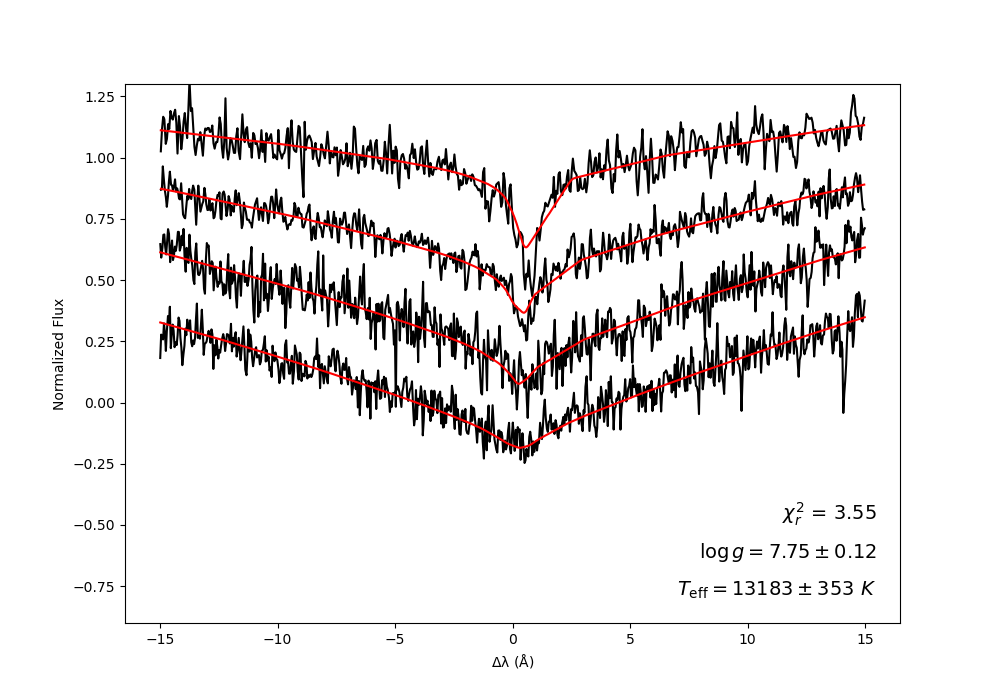 1.25
1.00
0.75
0.50
0.25
0.00
−0.25
−0.50
−0.75
Normalized Flux
χ²ᵣ = 3.55
log g = 7.75 ± 0.12
T_eff = 13183 ± 353 K
−15 −10 −5 0 5 10 15
Δλ (Å)